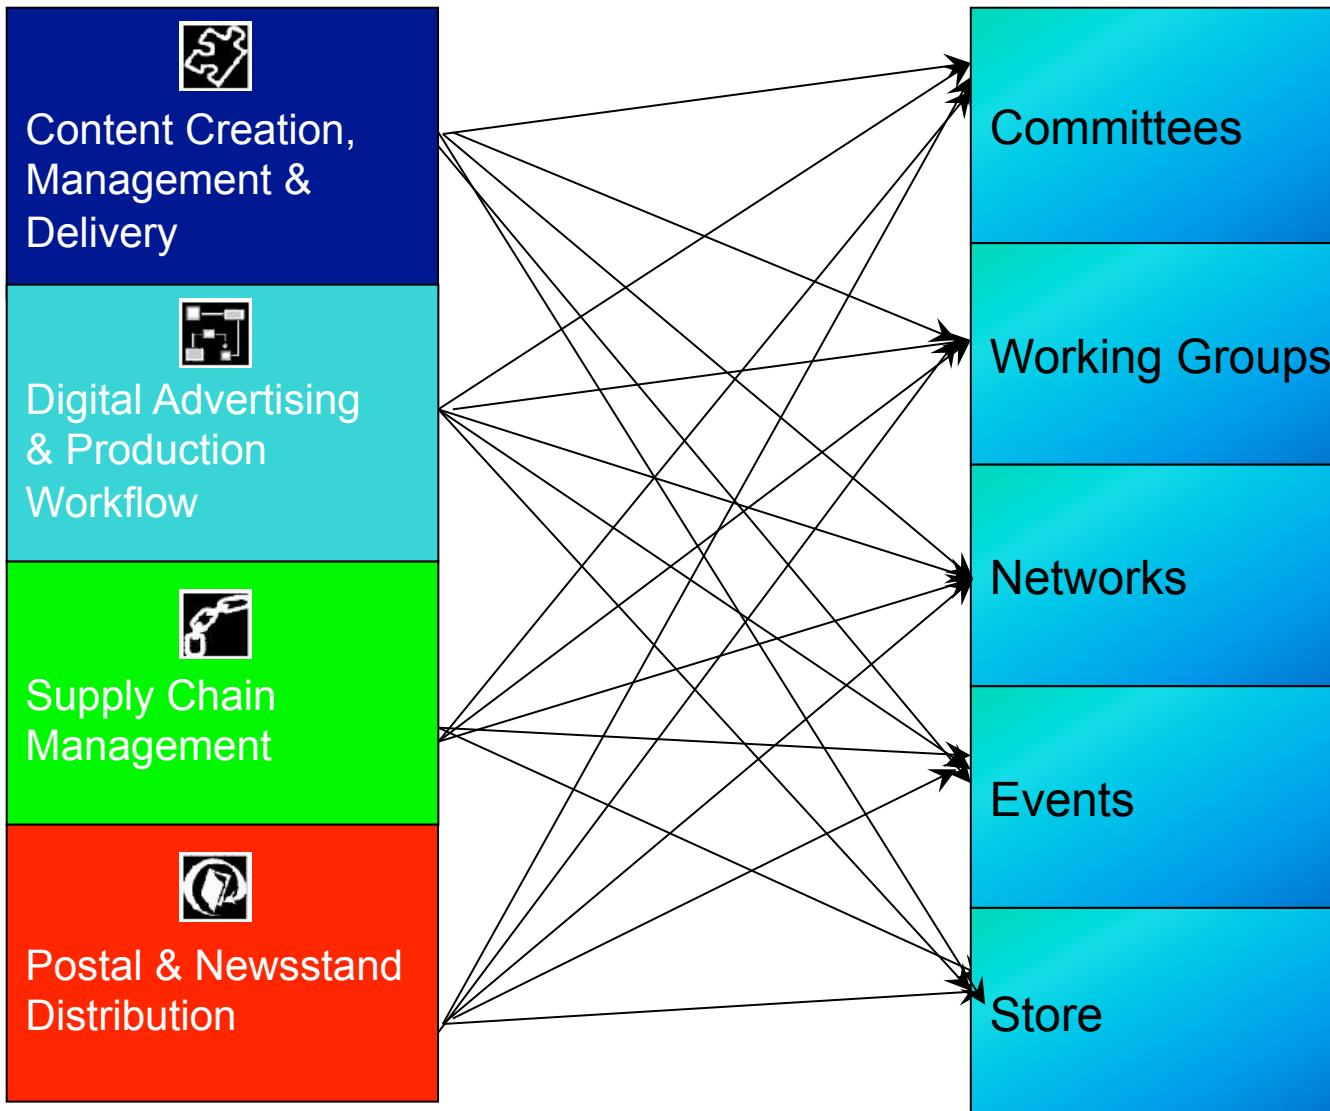 Content Creation,
Management &
Delivery
Digital Advertising
& Production
Workflow
Supply Chain
Management
Postal & Newsstand
Distribution
Committees
Working Groups
Networks
Events
Store